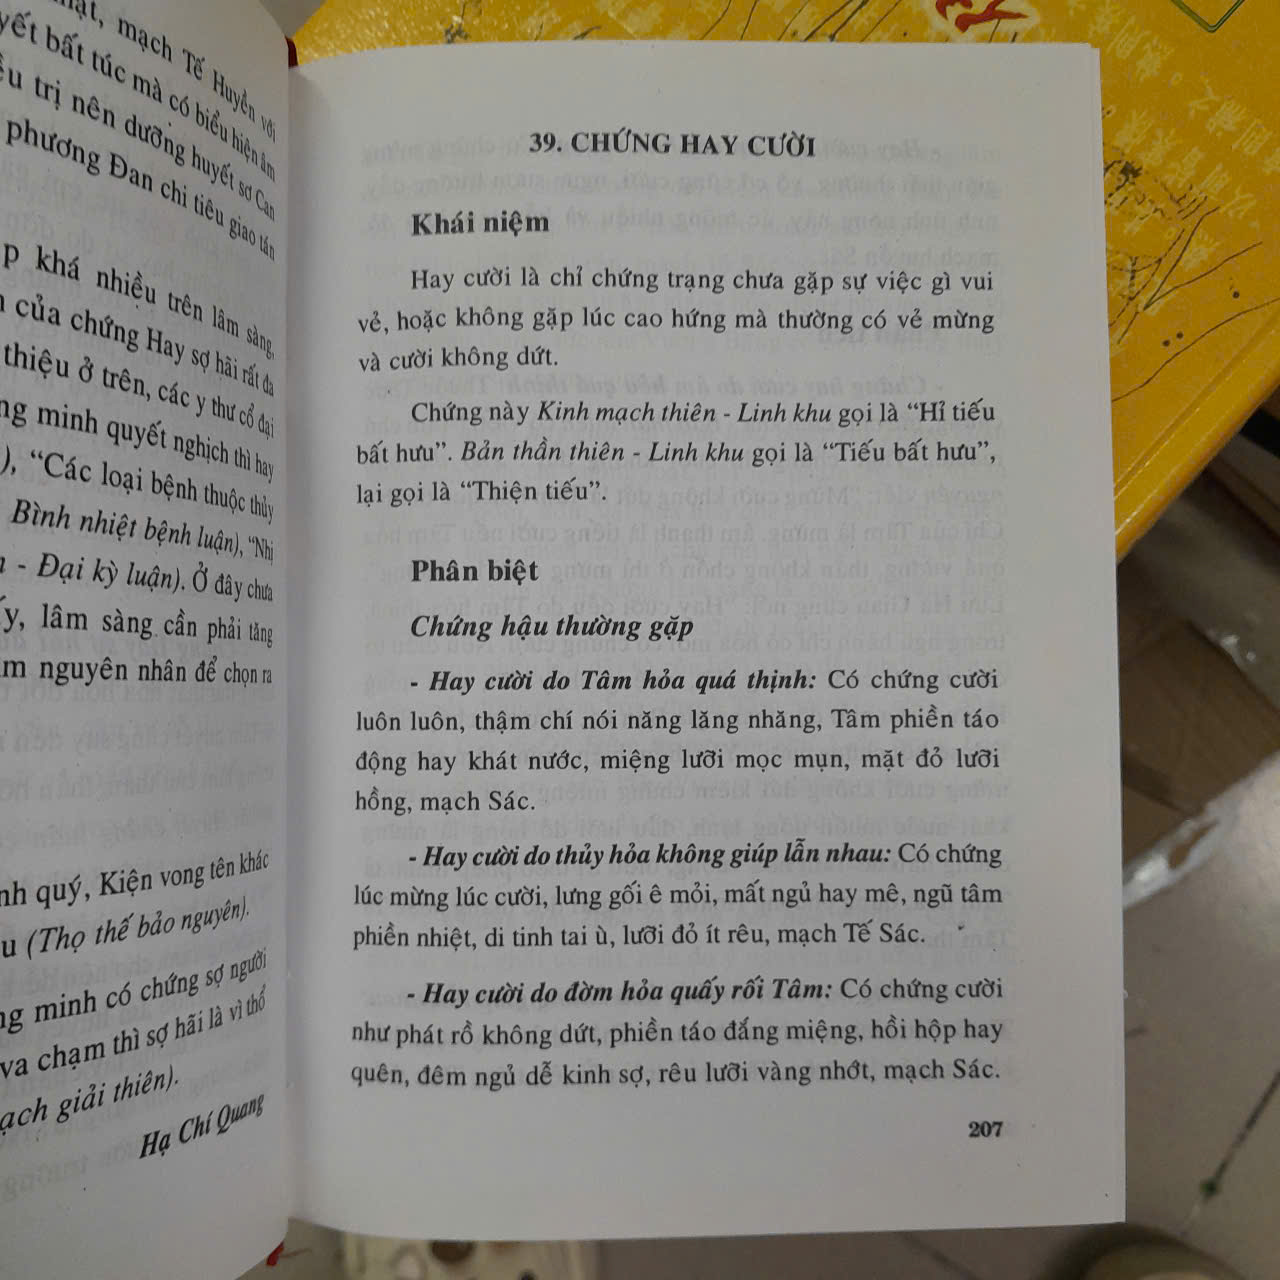 mạch Tế Huyền với
yết bất túc mà có biểu hiện âm
trị nên dưỡng huyết sơ Can
phương Đan chi tiêu giao tán
khá nhiều trên lâm sàng,
của chứng Hay sợ hãi rất đa
thiệu ở trên, các y thư cổ đại
minh quyết nghịch thì hay
), “Các loại bệnh thuộc thủy
Bình nhiệt bệnh luận), “Nhị
- Đại kỳ luận). Ở đây chưa
lâm sàng cần phải tăng
nguyên nhân để chọn ra
quý, Kiện vong tên khác
(Thọ thế bảo nguyên).
minh có chứng sợ người
va chạm thì sợ hãi là vì thổ
giải thiên).
Hạ Chí Quang
39. CHỨNG HAY CƯỜI
Khái niệm
Hay cười là chỉ chứng trạng chưa gặp sự việc gì vui
vẻ, hoặc không gặp lúc cao hứng mà thường có vẻ mừng
và cười không dứt.
Chứng này Kinh mạch thiên - Linh khu gọi là “Hỉ tiếu
bất hưu”. Bản thần thiên - Linh khu gọi là “Tiếu bất hưu”,
lại gọi là “Thiện tiếu”.
Phân biệt
Chứng hậu thường gặp
- Hay cười do Tâm hỏa quá thịnh: Có chứng cười
luôn luôn, thậm chí nói năng lăng nhăng, Tâm phiền táo
động hay khát nước, miệng lưỡi mọc mụn, mặt đỏ lưỡi
hồng, mạch Sác.
- Hay cười do thủy hỏa không giúp lẫn nhau: Có chứng
lúc mừng lúc cười, lưng gối ê mỏi, mất ngủ hay mê, ngũ tâm
phiền nhiệt, di tinh tai ù, lưỡi đỏ ít rêu, mạch Tế Sác.
- Hay cười do đờm hỏa quấy rối Tâm: Có chứng cười
như phát rồ không dứt, phiền táo đắng miệng, hồi hộp hay
quên, đêm ngủ dễ kinh sợ, rêu lưỡi vàng nhớt, mạch Sác.
207